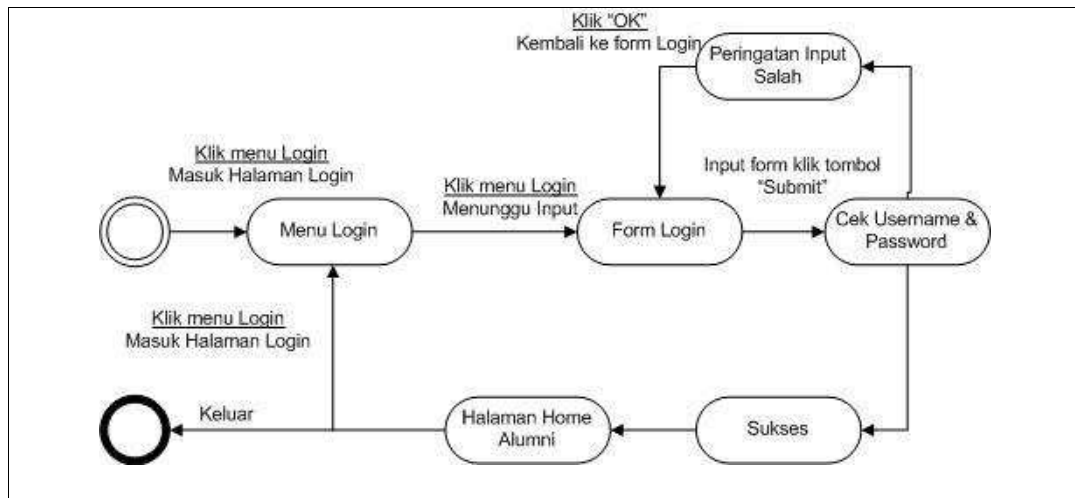 Klik “OK”
Kembali ke form Login
Peringatan Input
Salah
Klik menu Login
Masuk Halaman Login
Klik menu Login
Menunggu Input
Input form klik tombol
“Submit”
Menu Login
Form Login
Cek Username &
Password
Klik menu Login
Masuk Halaman Login
Keluar
Halaman Home
Alumni
Sukses